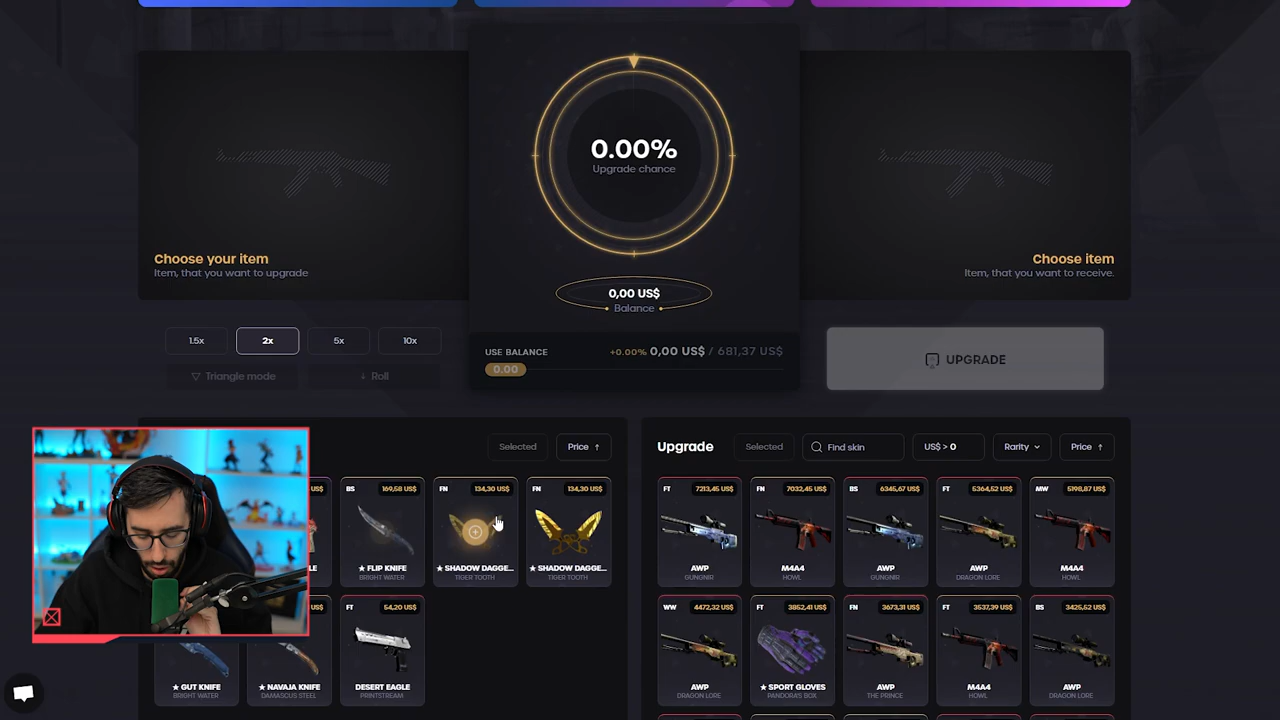 0.00%
Upgrade chance
Choose your item
Item, that you want to upgrade
Choose item
Item, that you want to receive.
0,00 US$
Balance
1.5x
2x
5x
10x
Triangle mode
Roll
USE BALANCE
+0.00% 0,00 US$ / 681,37 US$
0.00
UPGRADE
Selected
Price ↑
US$
BS
169,58 US$
FN
134,30 US$
FN
134,30 US$
★ FLIP KNIFE
BRIGHT WATER
★ SHADOW DAGGE...
TIGER TOOTH
★ SHADOW DAGGE...
TIGER TOOTH
US$
FT
54,20 US$
★ GUT KNIFE
BRIGHT WATER
★ NAVAJA KNIFE
DAMASCUS STEEL
DESERT EAGLE
PRINTSTREAM
Upgrade
Selected
Find skin
US$ > 0
Rarity
Price ↑
FT
7213,45 US$
FN
7032,45 US$
BS
6345,67 US$
FT
5364,52 US$
MW
5198,87 US$
AWP
GUNGNIR
M4A4
HOWL
AWP
GUNGNIR
AWP
DRAGON LORE
M4A4
HOWL
WW
4472,32 US$
FT
3852,41 US$
FN
3673,31 US$
FT
3537,39 US$
BS
3425,52 US$
AWP
DRAGON LORE
★ SPORT GLOVES
PANDORA'S BOX
AWP
THE PRINCE
M4A4
HOWL
AWP
DRAGON LORE